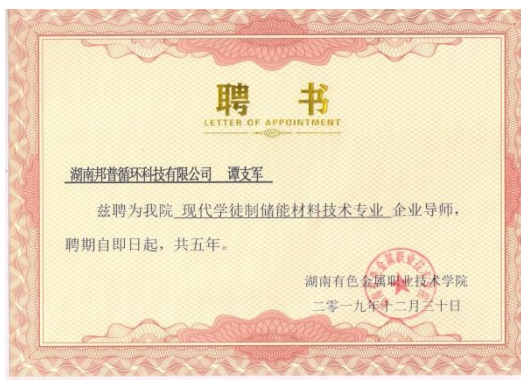 聘 书
LETTER OF APPOINTMENT
湖南邦普循环科技有限公司 谭支军
兹聘为我院 现代学徒制储能材料技术专业 企业导师，
聘期自即日起，共五年。
湖南有色金属职业技术学院
二零一九年十二月三十日